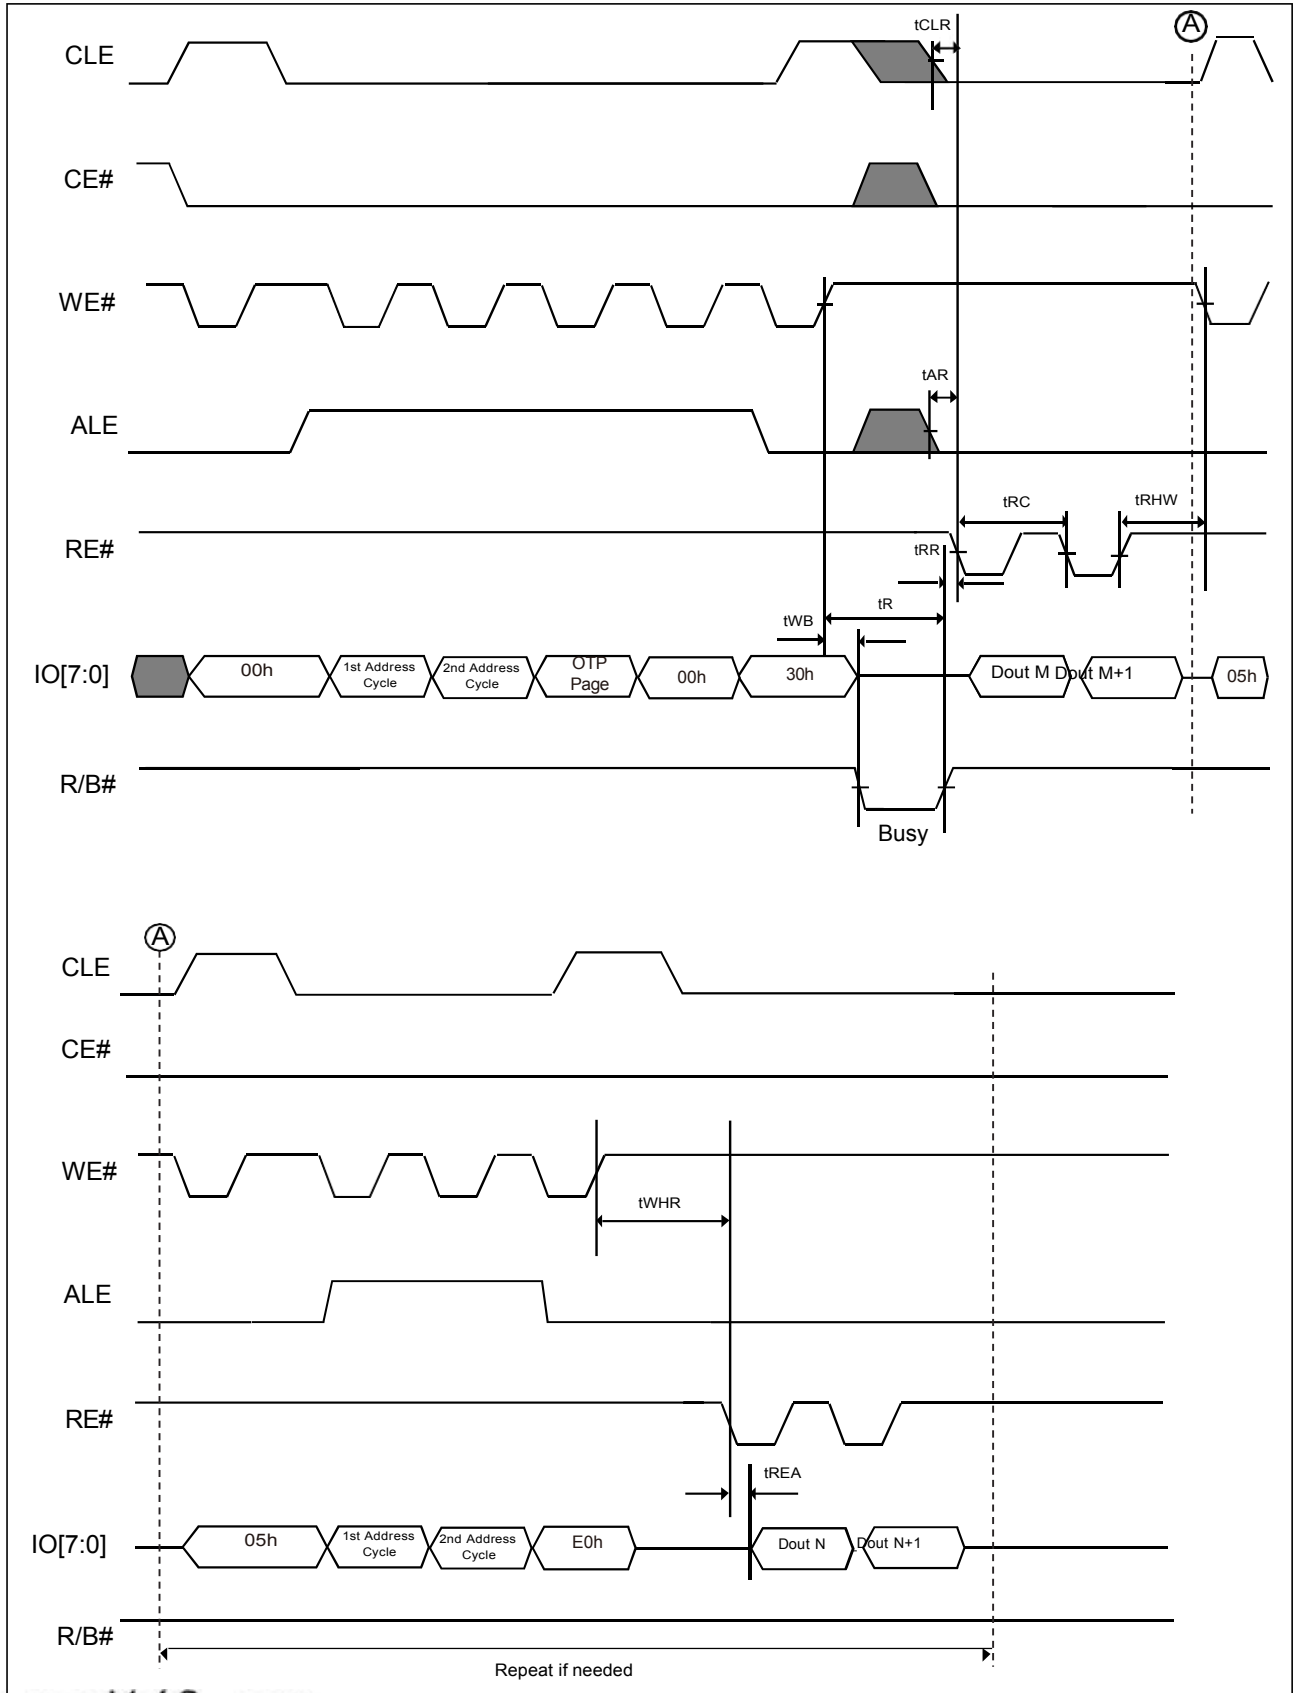 tCLR
A
CLE
CE#
WE#
tAR
ALE
tRC
tRHW
RE#
tRR
tR
tWB
IO[7:0]
00h
1st Address
Cycle
2nd Address
Cycle
OTP
Page
00h
30h
Dout M
Dout M+1
05h
R/B#
Busy
A
CLE
CE#
WE#
tWHR
ALE
RE#
tREA
IO[7:0]
05h
1st Address
Cycle
2nd Address
Cycle
E0h
Dout N
Dout N+1
R/B#
Repeat if needed